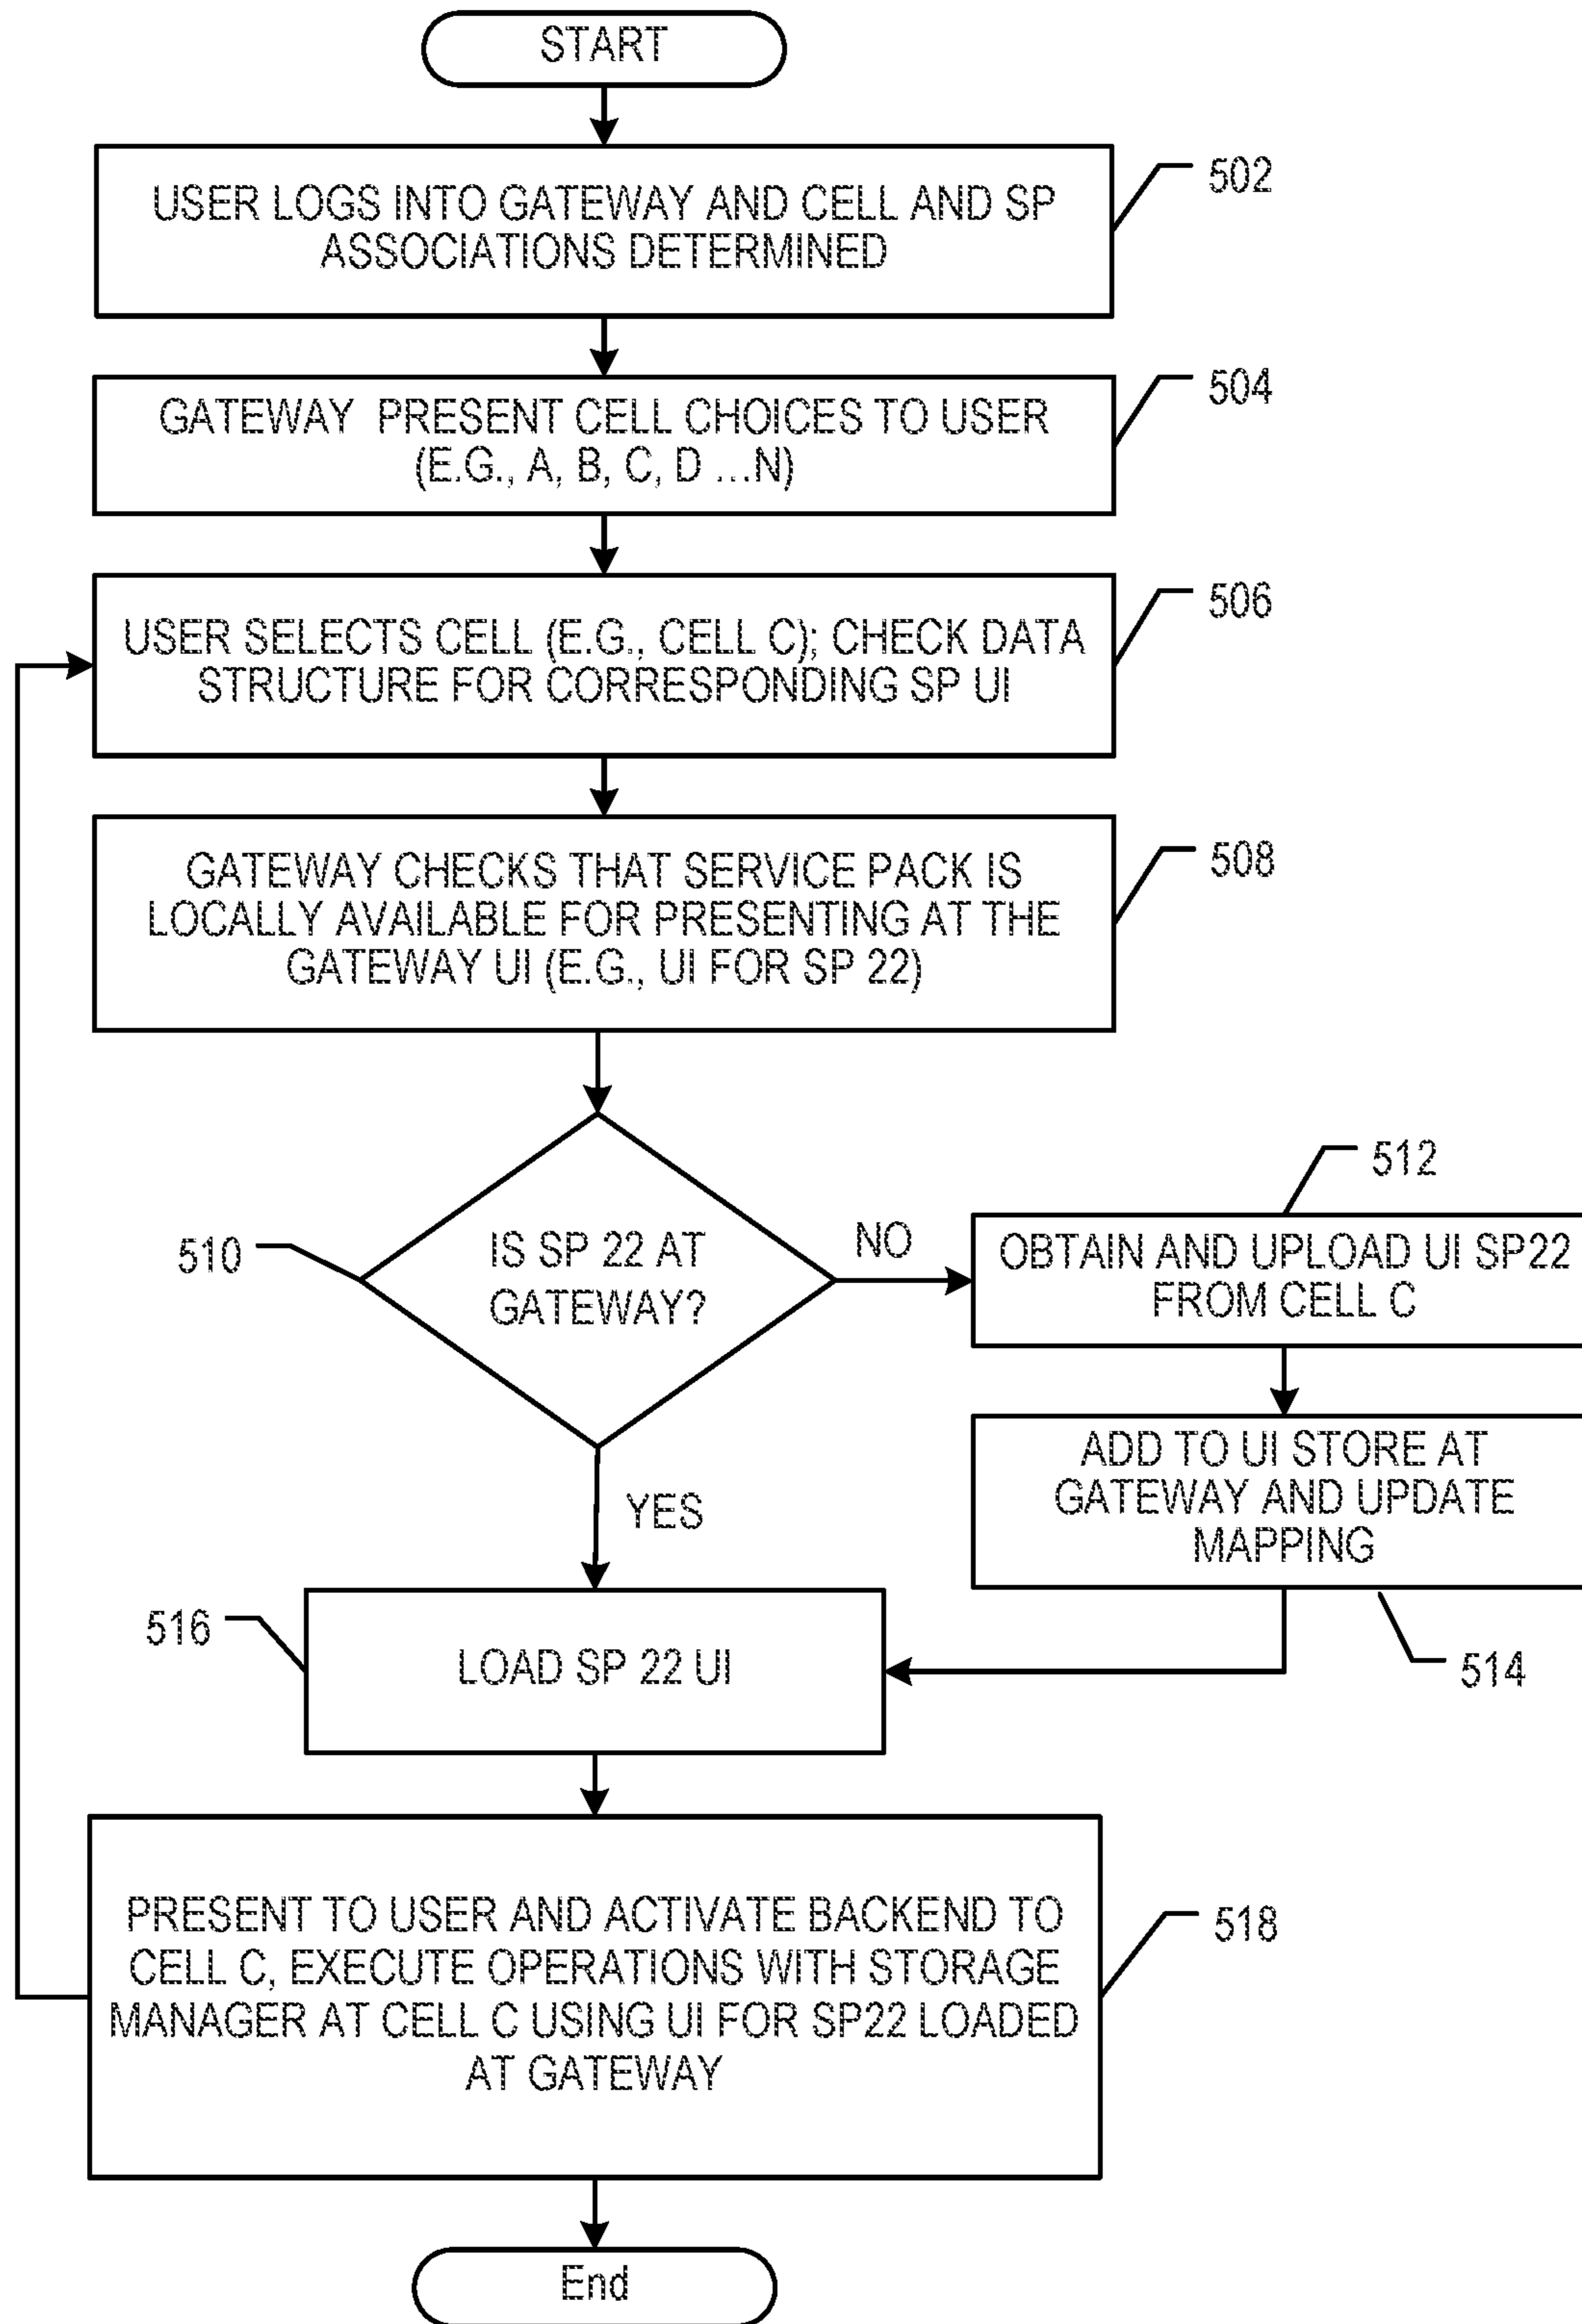 START
USER LOGS INTO GATEWAY AND CELL AND SP
ASSOCIATIONS DETERMINED
502
GATEWAY PRESENT CELL CHOICES TO USER
(E.G., A, B, C, D ...N)
504
USER SELECTS CELL (E.G., CELL C); CHECK DATA
STRUCTURE FOR CORRESPONDING SP UI
506
GATEWAY CHECKS THAT SERVICE PACK IS
LOCALLY AVAILABLE FOR PRESENTING AT THE
GATEWAY UI (E.G., UI FOR SP 22)
508
510
IS SP 22 AT
GATEWAY?
NO
512
OBTAIN AND UPLOAD UI SP22
FROM CELL C
ADD TO UI STORE AT
GATEWAY AND UPDATE
MAPPING
514
YES
516
LOAD SP 22 UI
PRESENT TO USER AND ACTIVATE BACKEND TO
CELL C, EXECUTE OPERATIONS WITH STORAGE
MANAGER AT CELL C USING UI FOR SP22 LOADED
AT GATEWAY
518
End